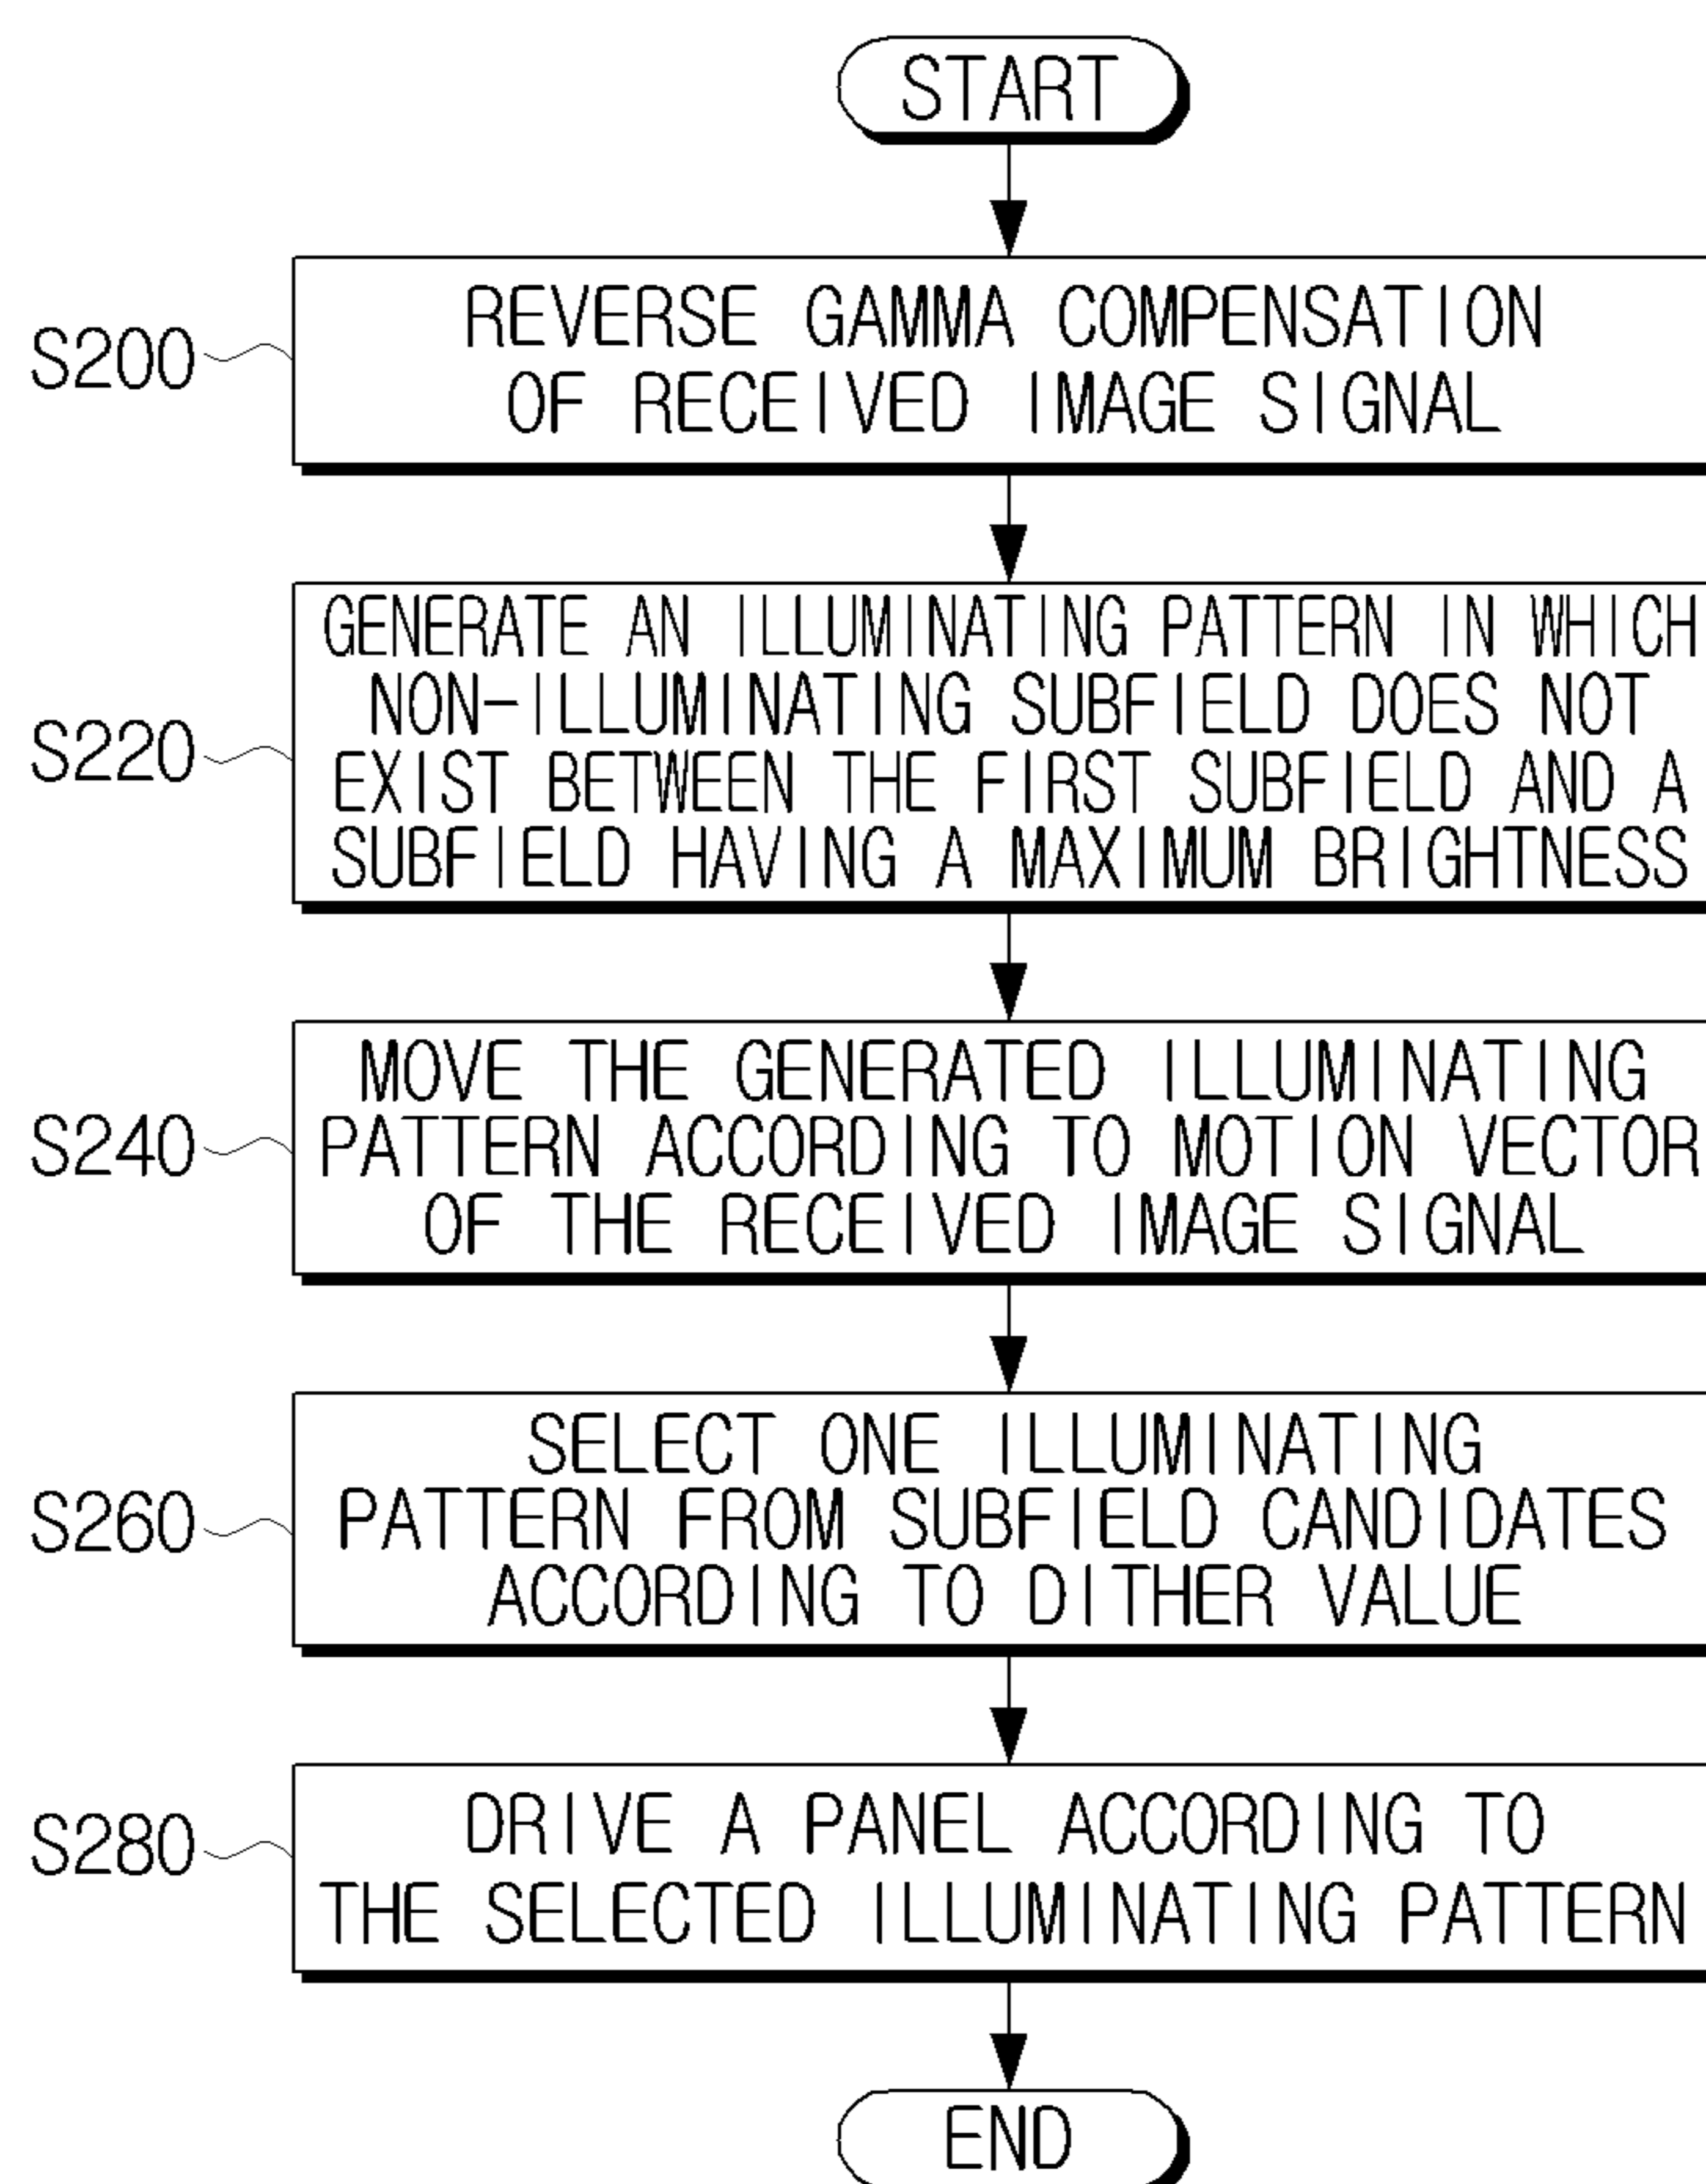 START
S200
REVERSE GAMMA COMPENSATION
OF RECEIVED IMAGE SIGNAL
S220
GENERATE AN ILLUMINATING PATTERN IN WHICH
NON-ILLUMINATING SUBFIELD DOES NOT
EXIST BETWEEN THE FIRST SUBFIELD AND A
SUBFIELD HAVING A MAXIMUM BRIGHTNESS
S240
MOVE THE GENERATED ILLUMINATING
PATTERN ACCORDING TO MOTION VECTOR
OF THE RECEIVED IMAGE SIGNAL
S260
SELECT ONE ILLUMINATING
PATTERN FROM SUBFIELD CANDIDATES
ACCORDING TO DITHER VALUE
S280
DRIVE A PANEL ACCORDING TO
THE SELECTED ILLUMINATING PATTERN
END